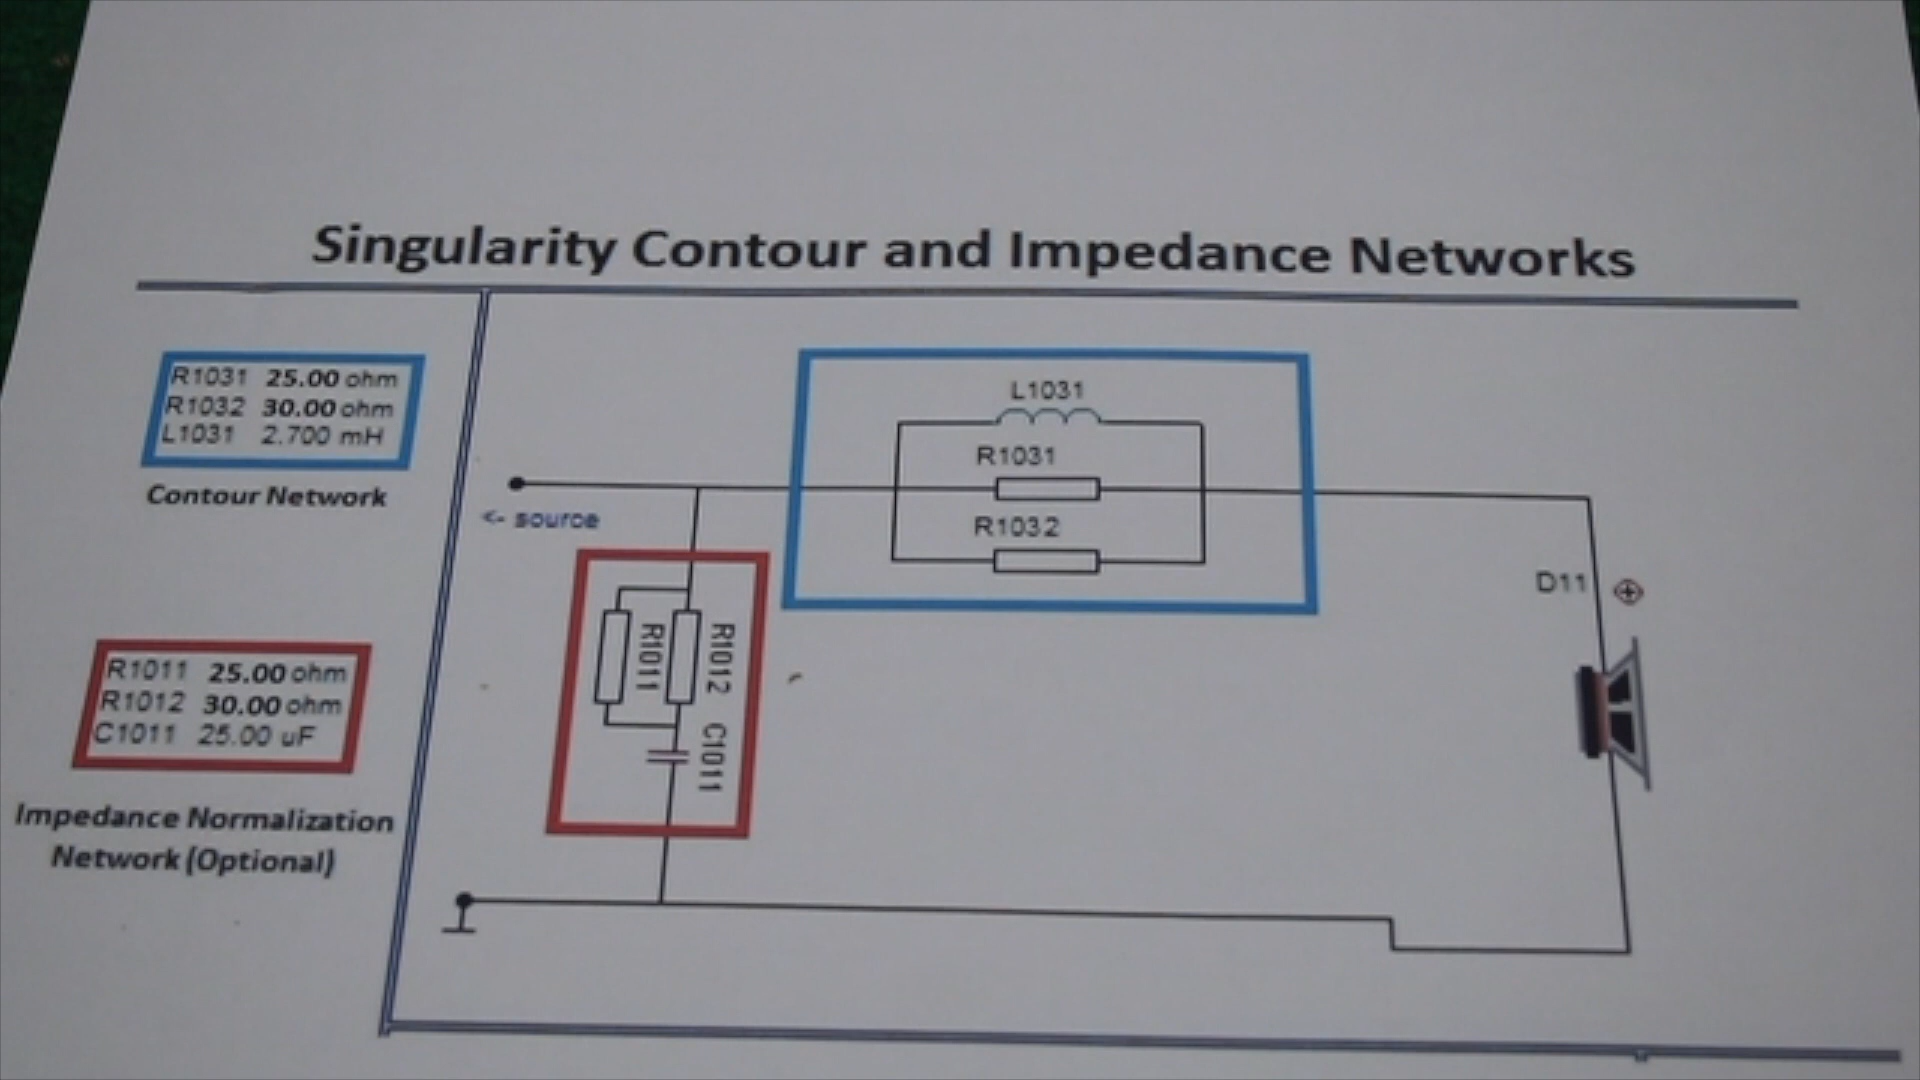 Singularity Contour and Impedance Networks
R1031 25.00 ohm
R1032 30.00 ohm
L1031 2.700 mH
Contour Network
R1011 25.00 ohm
R1012 30.00 ohm
C1011 25.00 uF
Impedance Normalization
Network (Optional)
<- source
L1031
R1031
R1032
R1011
R1012
C1011
D11